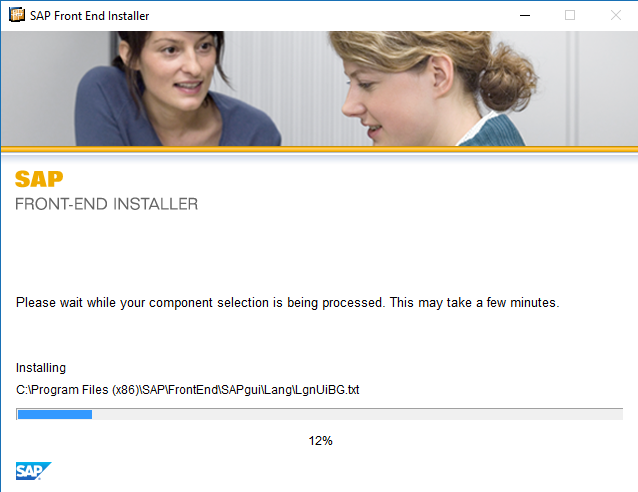 SAP Front End Installer
SAP
FRONT-END INSTALLER
Please wait while your component selection is being processed. This may take a few minutes.
Installing
C:\Program Files (x86)\SAP\FrontEnd\SAPgui\Lang\LgnUiBG.txt
12%
SAP